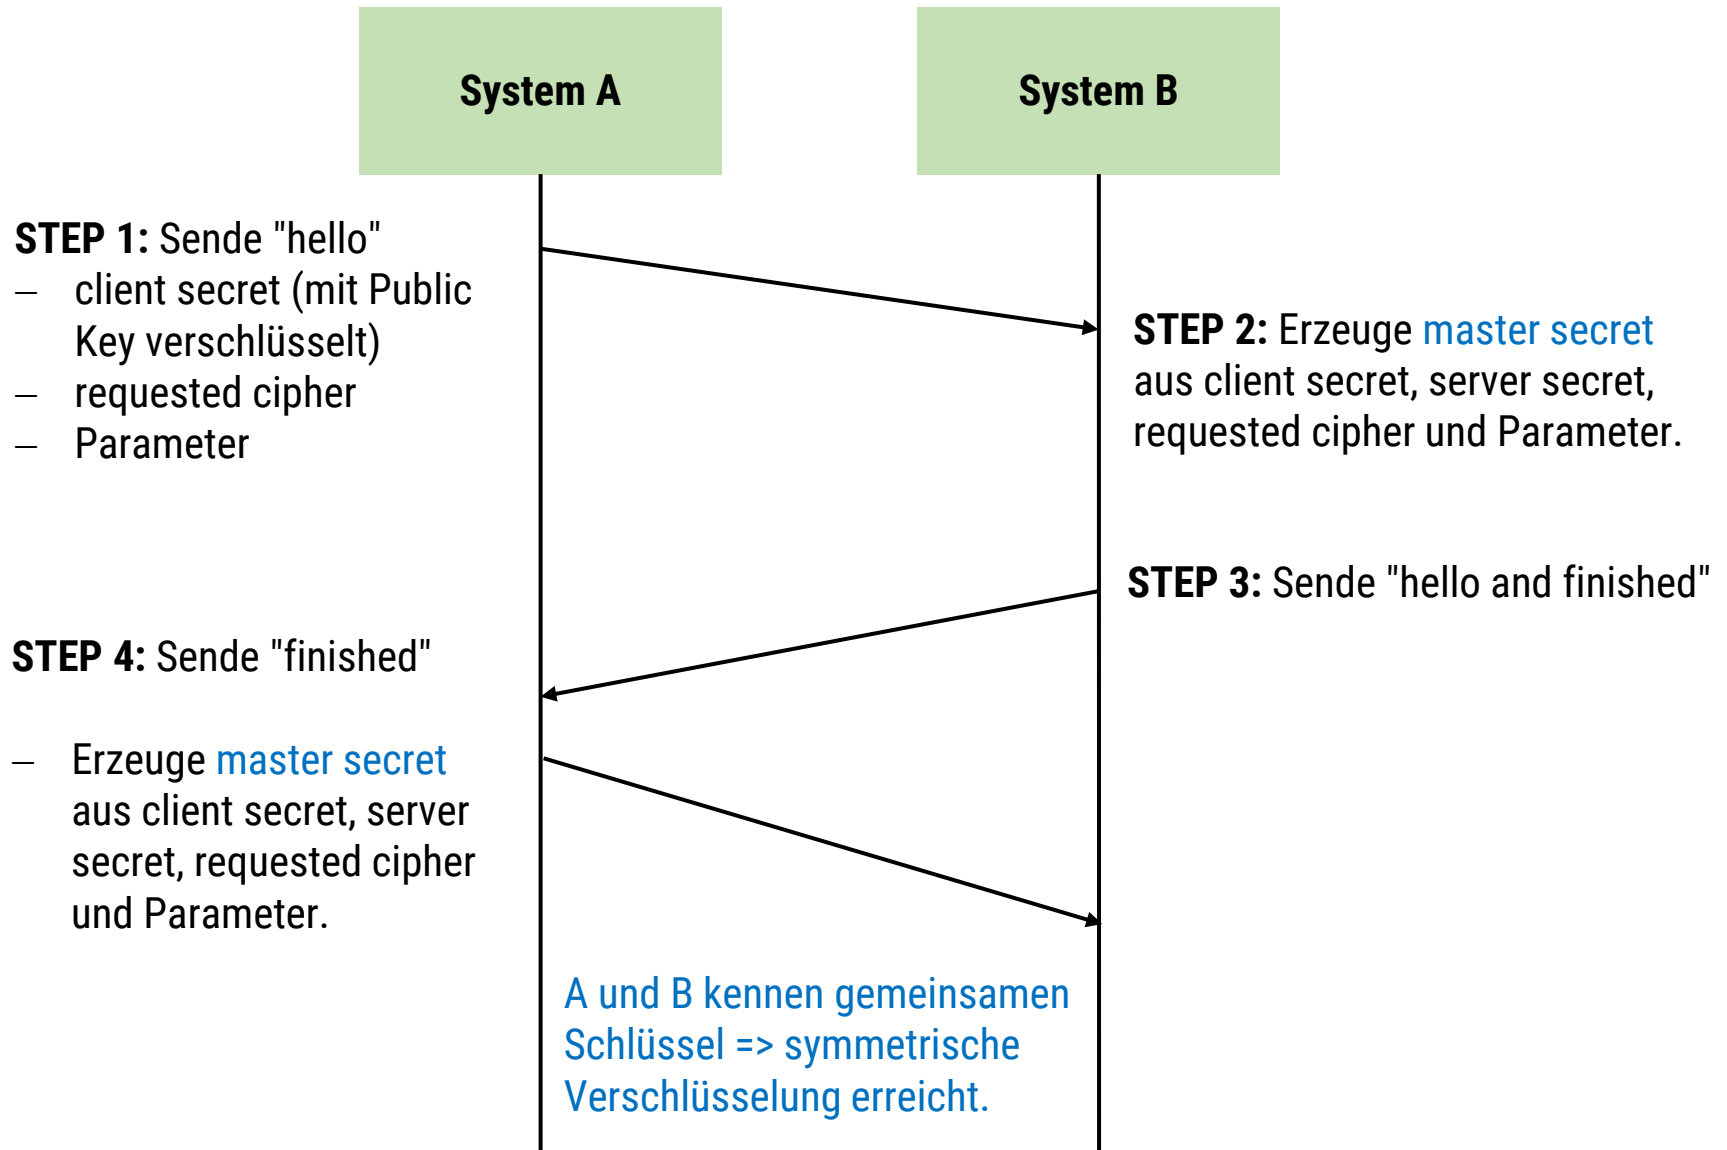 System A
System B
STEP 1: Sende "hello"
– client secret (mit Public
Key verschlüsselt)
– requested cipher
– Parameter
STEP 2: Erzeuge master secret
aus client secret, server secret,
requested cipher und Parameter.
STEP 3: Sende "hello and finished"
STEP 4: Sende "finished"
– Erzeuge master secret
aus client secret, server
secret, requested cipher
und Parameter.
A und B kennen gemeinsamen
Schlüssel => symmetrische
Verschlüsselung erreicht.